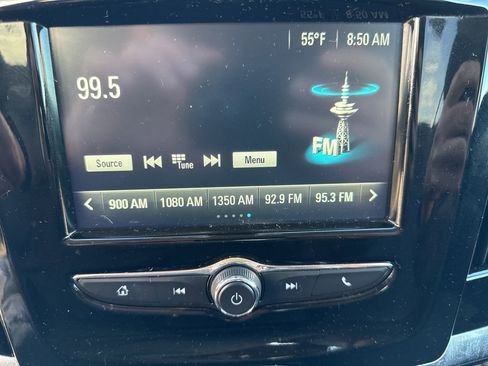 55°F 8:50 AM
99.5
FM
Source Tune Menu
900 AM 1080 AM 1350 AM 92.9 FM 95.3 FM